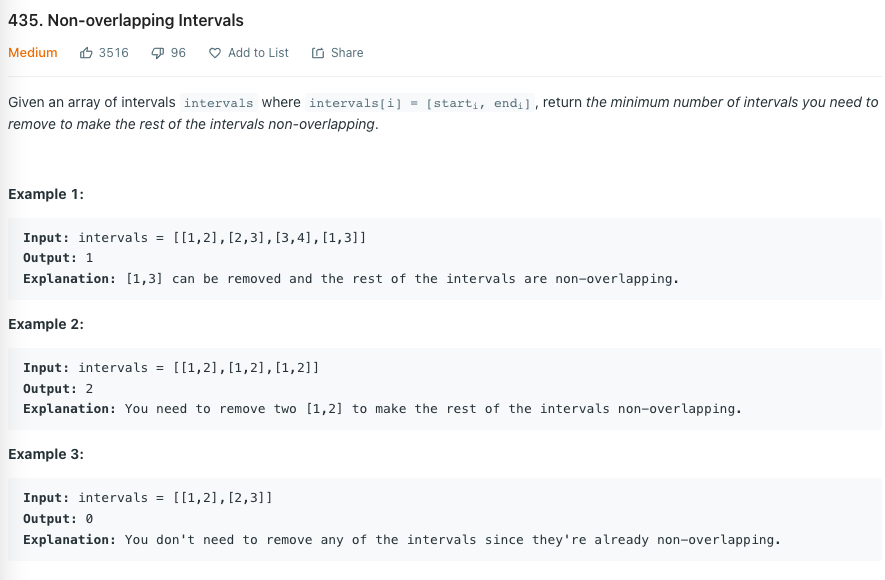 435. Non-overlapping Intervals
Medium 3516 96 Add to List Share
Given an array of intervals intervals where intervals[i] = [startᵢ, endᵢ], return the minimum number of intervals you need to
remove to make the rest of the intervals non-overlapping.
Example 1:
Input: intervals = [[1,2],[2,3],[3,4],[1,3]]
Output: 1
Explanation: [1,3] can be removed and the rest of the intervals are non-overlapping.
Example 2:
Input: intervals = [[1,2],[1,2],[1,2]]
Output: 2
Explanation: You need to remove two [1,2] to make the rest of the intervals non-overlapping.
Example 3:
Input: intervals = [[1,2],[2,3]]
Output: 0
Explanation: You don't need to remove any of the intervals since they're already non-overlapping.